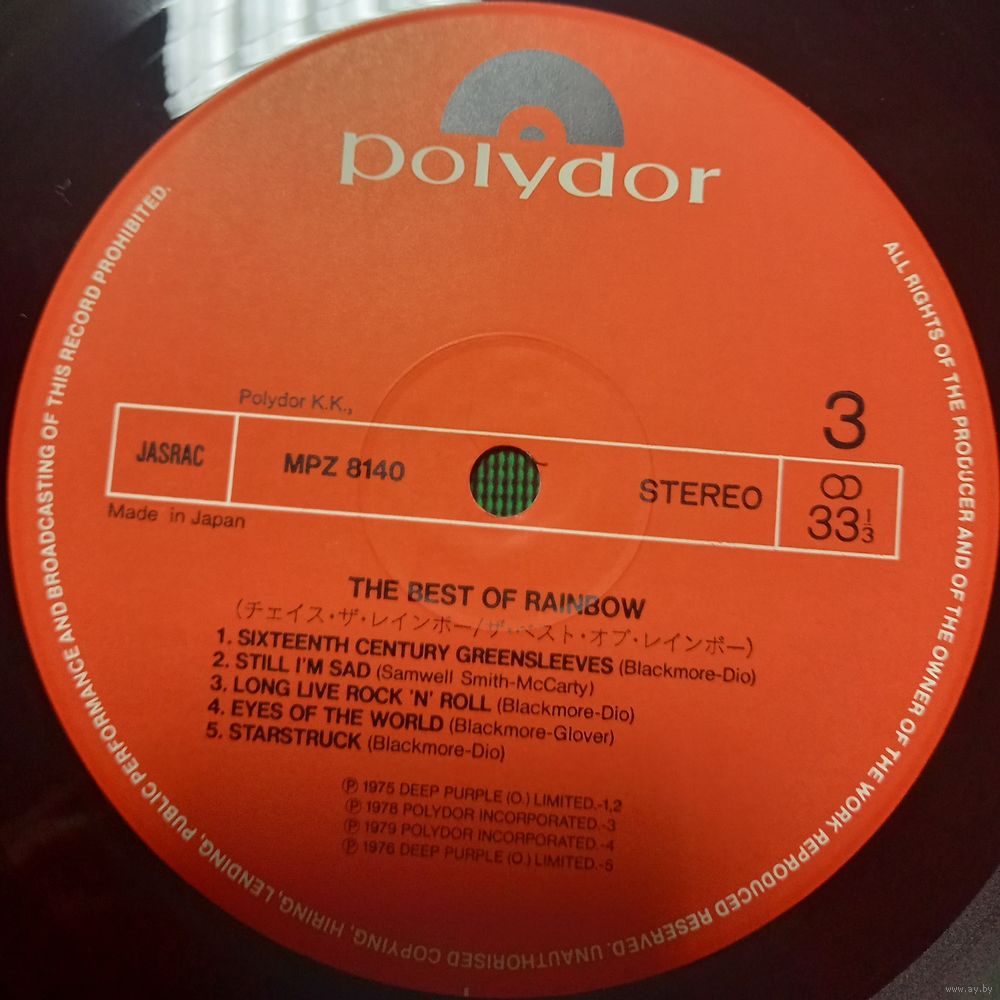 polydor
ALL RIGHTS OF THE PRODUCER AND OF THE OWNER OF THE WORK REPRODUCED RESERVED. UNAUTHORISED COPYING, HIRING, LENDING, PUBLIC PERFORMANCE AND BROADCASTING OF THIS RECORD PROHIBITED.
Polydor K.K.,
3
JASRAC
MPZ 8140
STEREO
33 1/3
Made in Japan
THE BEST OF RAINBOW
(チェイス・ザ・レインボー/ザ・ベスト・オブ・レインボー)
1. SIXTEENTH CENTURY GREENSLEEVES (Blackmore-Dio)
2. STILL I'M SAD (Samwell Smith-McCarty)
3. LONG LIVE ROCK 'N' ROLL (Blackmore-Dio)
4. EYES OF THE WORLD (Blackmore-Glover)
5. STARSTRUCK (Blackmore-Dio)
Ⓟ 1975 DEEP PURPLE (O.) LIMITED.-1,2
Ⓟ 1978 POLYDOR INCORPORATED.-3
Ⓟ 1979 POLYDOR INCORPORATED.-4
Ⓟ 1976 DEEP PURPLE (O.) LIMITED.-5
www.ay.by